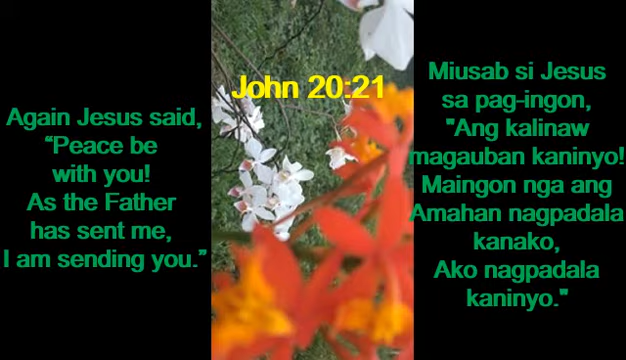 John 20:21
Again Jesus said,
“Peace be
with you!
As the Father
has sent me,
I am sending you.”
Miusab si Jesus
sa pag-ingon,
"Ang kalinaw
magauban kaninyo!
Maingon nga ang
Amahan nagpadala
kanako,
Ako nagpadala
kaninyo."